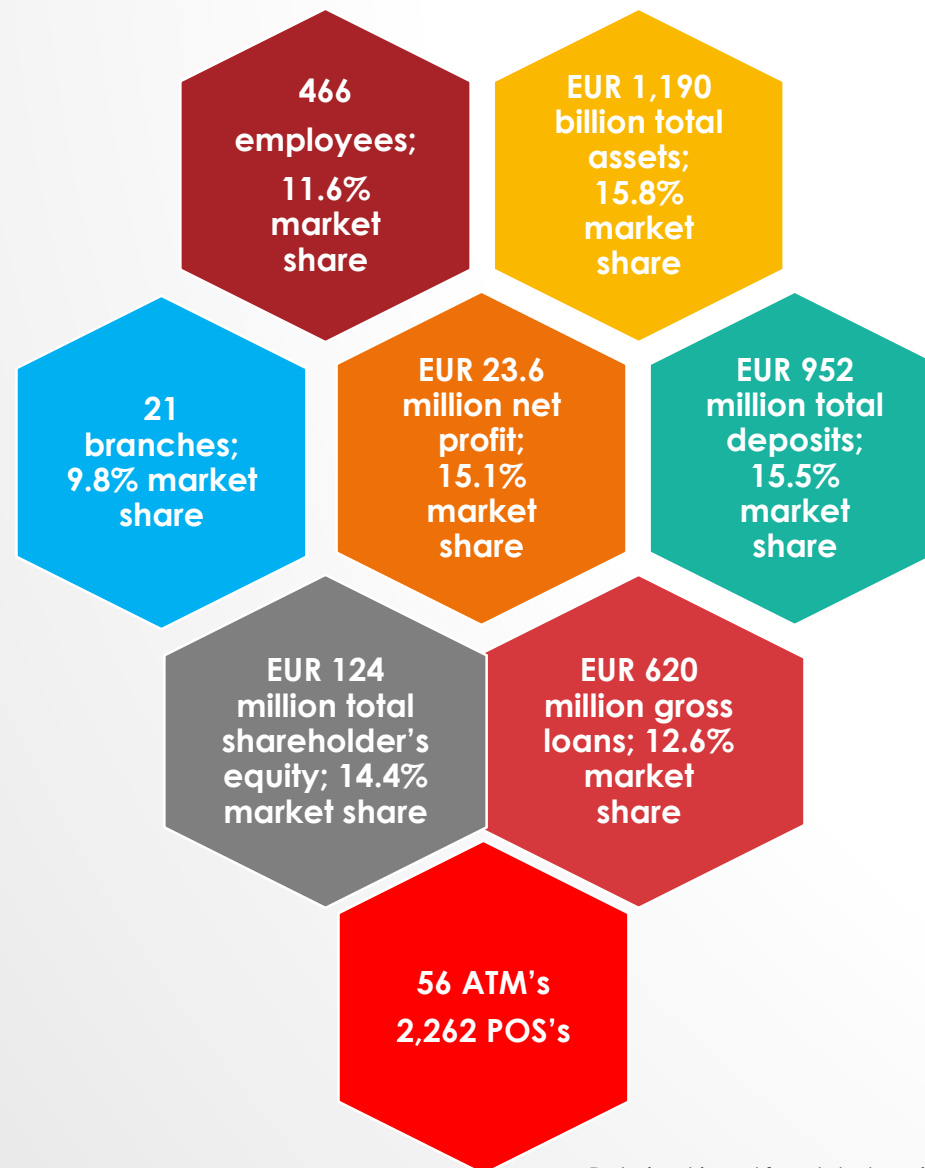 466
employees;
11.6%
market
share
EUR 1,190
billion total
assets;
15.8%
market
share
21
branches;
9.8% market
share
EUR 23.6
million net
profit;
15.1%
market
share
EUR 952
million total
deposits;
15.5%
market
share
EUR 124
million total
shareholder’s
equity; 14.4%
market share
EUR 620
million gross
loans; 12.6%
market
share
56 ATM’s
2,262 POS’s